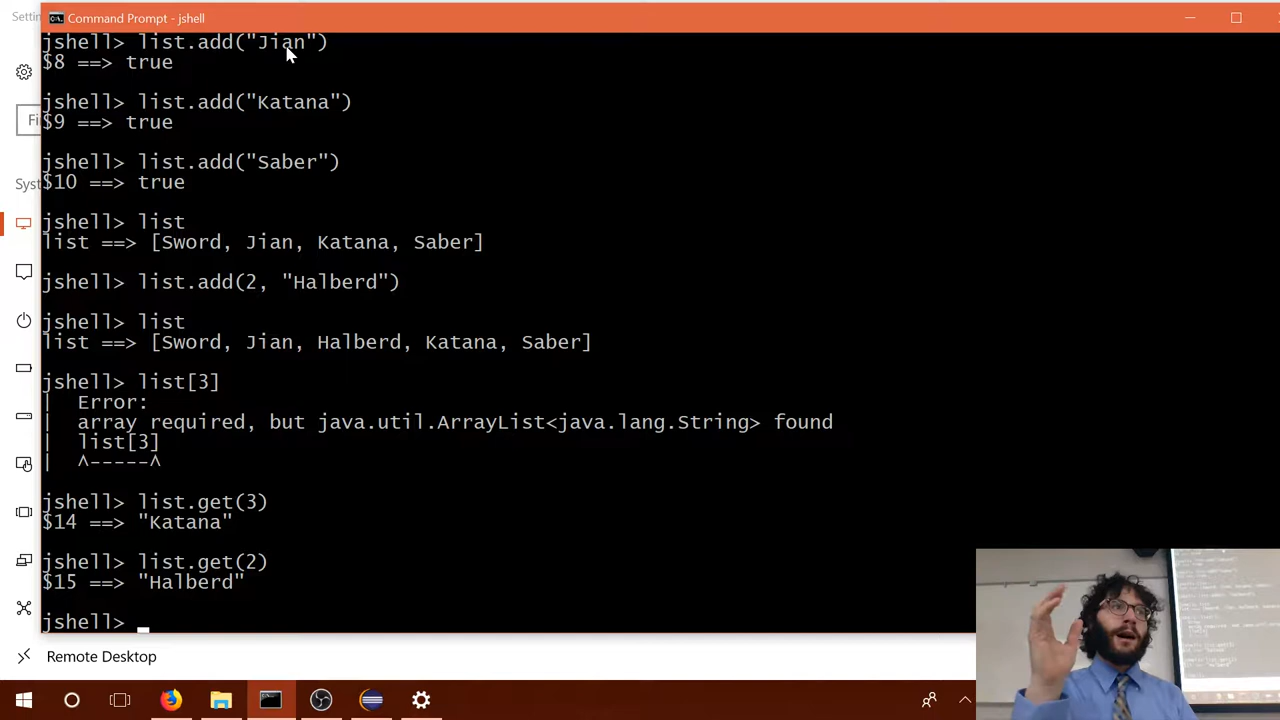 Settin
Command Prompt - jshell
jshell> list.add("Jian")
$8 ==> true
Fi
jshell> list.add("Katana")
$9 ==> true
jshell> list.add("Saber")
Syst
$10 ==> true
jshell> list
list ==> [Sword, Jian, Katana, Saber]
jshell> list.add(2, "Halberd")
jshell> list
list ==> [Sword, Jian, Halberd, Katana, Saber]
jshell> list[3]
| Error:
| array required, but java.util.ArrayList<java.lang.String> found
| list[3]
| ^-----^
jshell> list.get(3)
$14 ==> "Katana"
jshell> list.get(2)
$15 ==> "Halberd"
jshell>
Remote Desktop